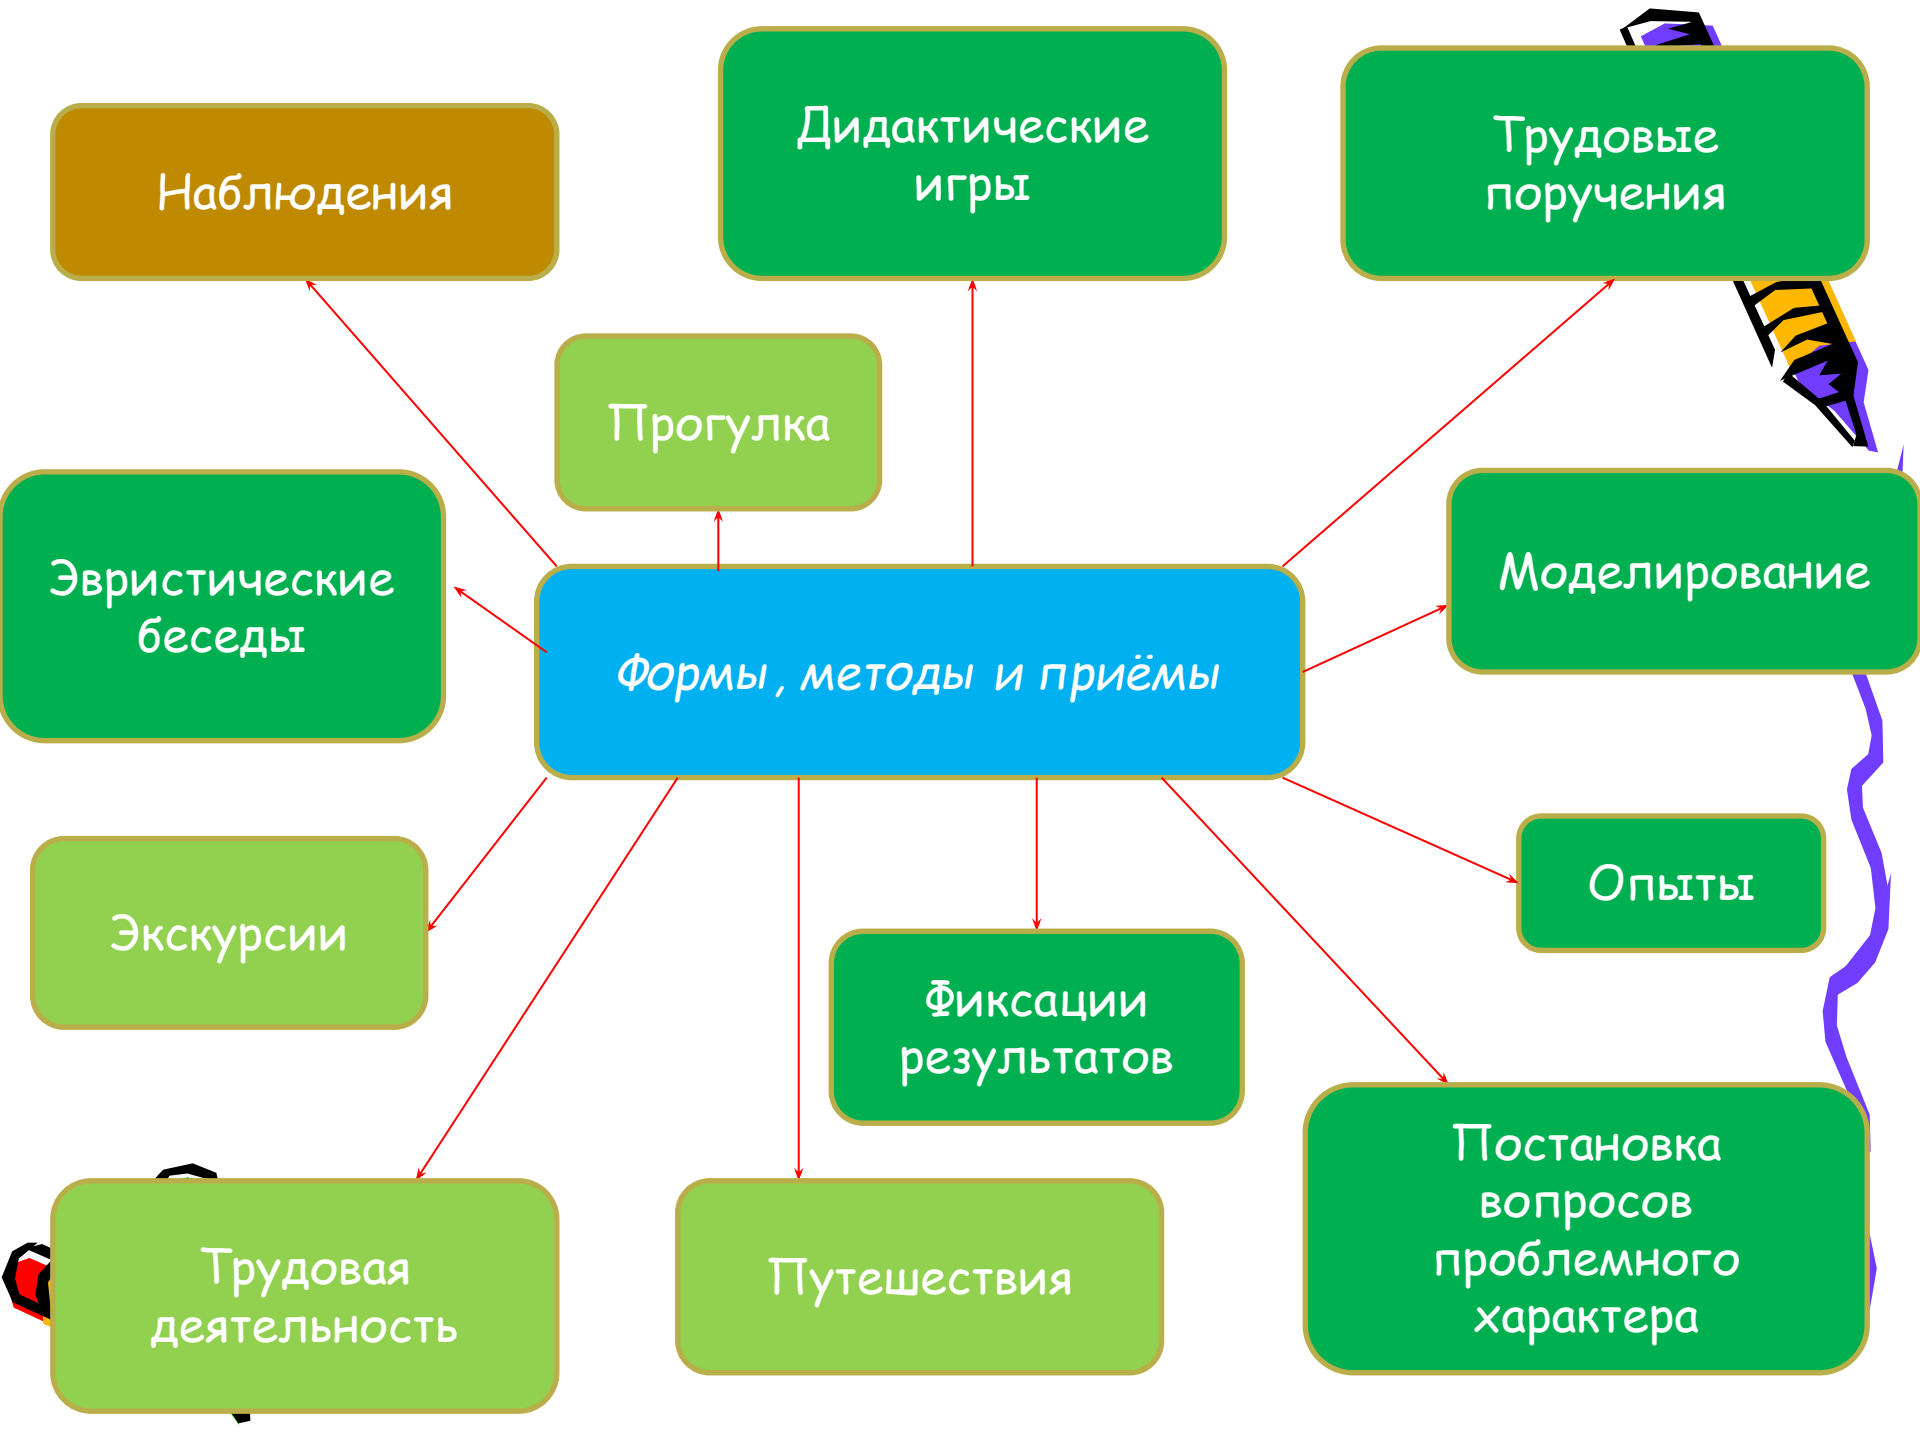 Дидактические
игры
Трудовые
поручения
Наблюдения
Прогулка
Эвристические
беседы
Моделирование
Формы, методы и приёмы
Опыты
Экскурсии
Фиксации
результатов
Постановка
вопросов
проблемного
характера
Трудовая
деятельность
Путешествия